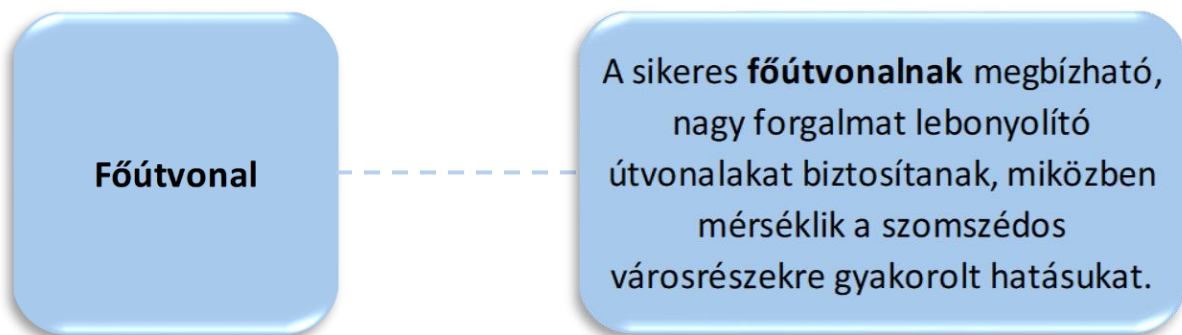 Főútvonal
A sikeres főútvonalnak megbízható,
nagy forgalmat lebonyolító
útvonalakat biztosítanak, miközben
mérséklik a szomszédos
városrészekre gyakorolt hatásukat.